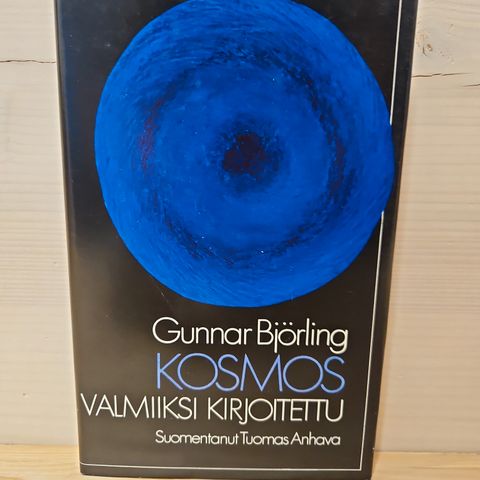 Gunnar Björling
KOSMOS
VALMIIKSI KIRJOITETTU
Suomentanut Tuomas Anhava